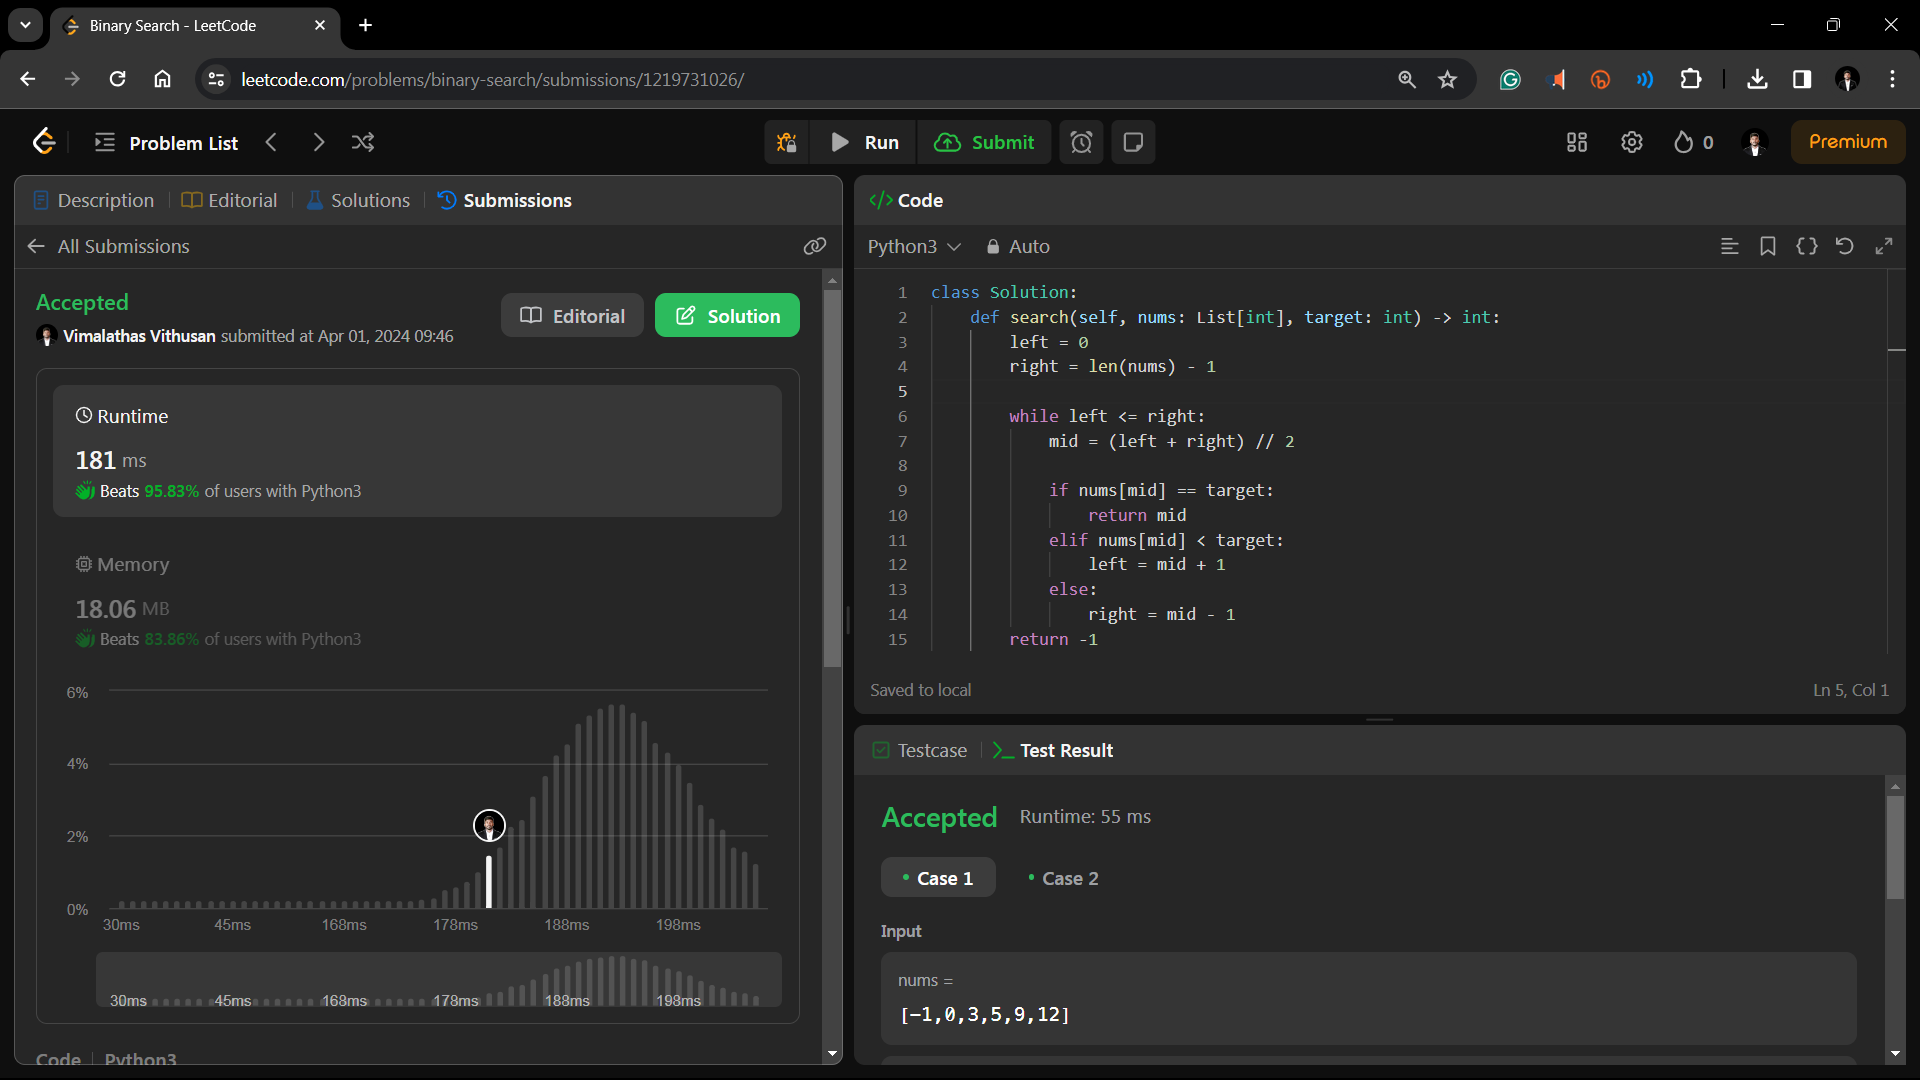 Binary Search - LeetCode
leetcode.com/problems/binary-search/submissions/1219731026/
Problem List
Run
Submit
0
Premium
Description
Editorial
Solutions
Submissions
All Submissions
Accepted
Vimalathas Vithusan submitted at Apr 01, 2024 09:46
Editorial
Solution
Runtime
181 ms
Beats 95.83% of users with Python3
Memory
18.06 MB
Beats 83.86% of users with Python3
6%
4%
2%
0%
30ms 45ms 168ms 178ms 188ms 198ms
30ms 45ms 168ms 178ms 188ms 198ms
Code
Python3
</> Code
Python3
Auto
1 class Solution:
2 def search(self, nums: List[int], target: int) -> int:
3 left = 0
4 right = len(nums) - 1
5
6 while left <= right:
7 mid = (left + right) // 2
8
9 if nums[mid] == target:
10 return mid
11 elif nums[mid] < target:
12 left = mid + 1
13 else:
14 right = mid - 1
15 return -1
Saved to local
Ln 5, Col 1
Testcase
Test Result
Accepted
Runtime: 55 ms
Case 1
Case 2
Input
nums =
[-1,0,3,5,9,12]